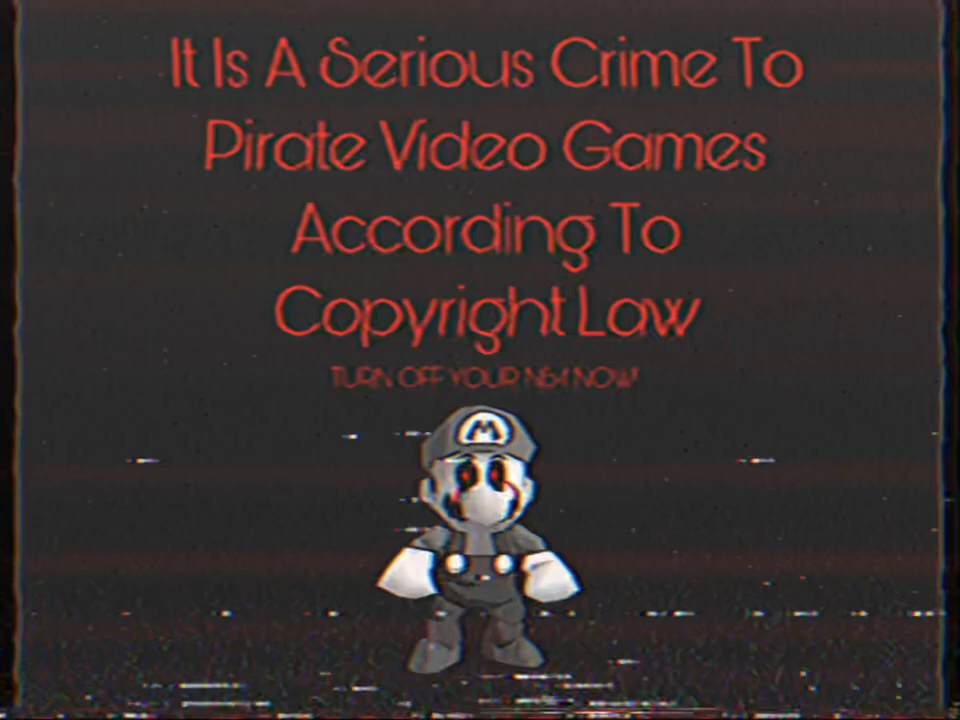 It Is A Serious Crime To
Pirate Video Games
According To
Copyright Law
TURN OFF YOUR N64 NOW!
M